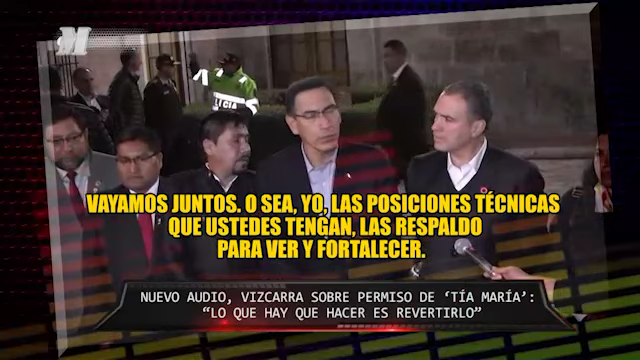 M
LICIA
VAYAMOS JUNTOS. O SEA, YO, LAS POSICIONES TÉCNICAS
QUE USTEDES TENGAN, LAS RESPALDO
PARA VER Y FORTALECER.
NUEVO AUDIO, VIZCARRA SOBRE PERMISO DE ‘TÍA MARÍA’:
“LO QUE HAY QUE HACER ES REVERTIRLO”